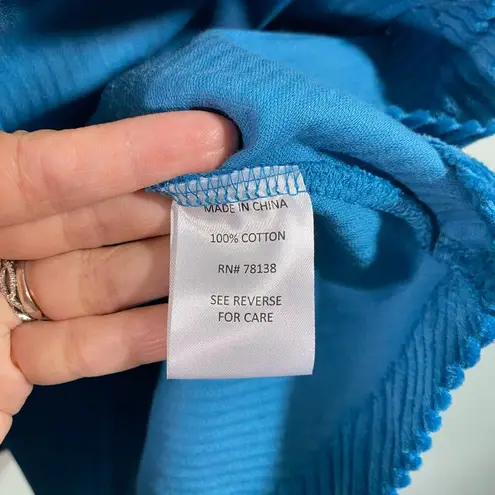 MADE IN CHINA
100% COTTON
RN# 78138
SEE REVERSE
FOR CARE